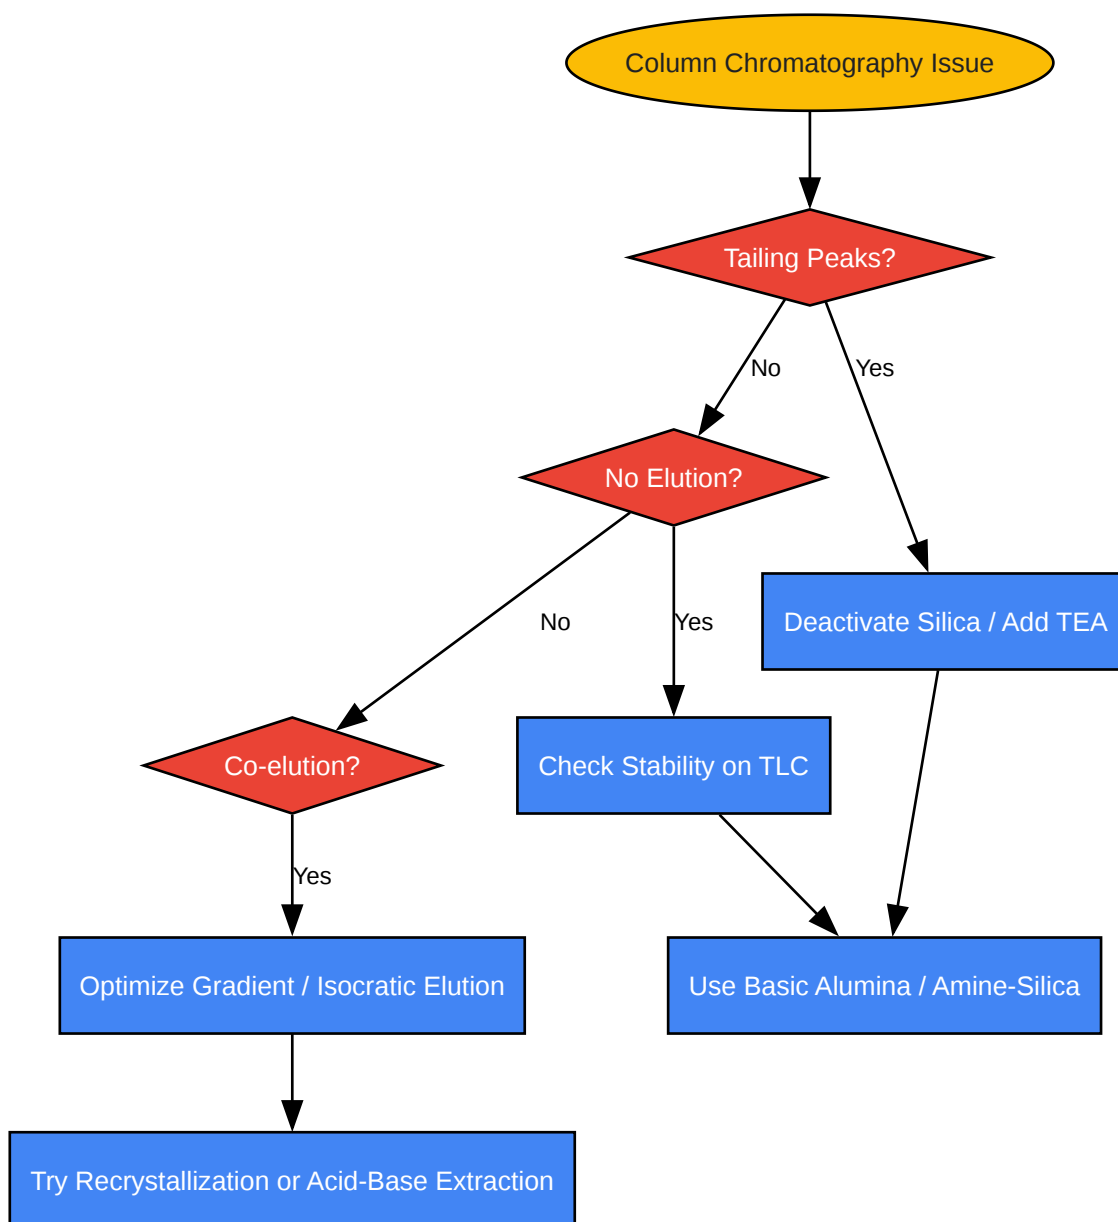 Column Chromatography Issue
Tailing Peaks?
No
Yes
No Elution?
Deactivate Silica / Add TEA
No
Yes
Co-elution?
Check Stability on TLC
Yes
Optimize Gradient / Isocratic Elution
Use Basic Alumina / Amine-Silica
Try Recrystallization or Acid-Base Extraction